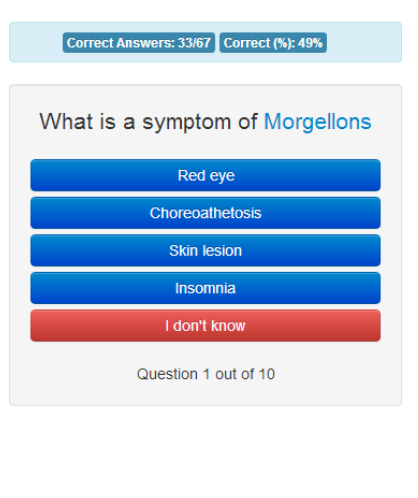 Correct Answers: 33/67 Correct (%): 49%
What is a symptom of Morgellons
Red eye
Choreoathetosis
Skin lesion
Insomnia
I don't know
Question 1 out of 10